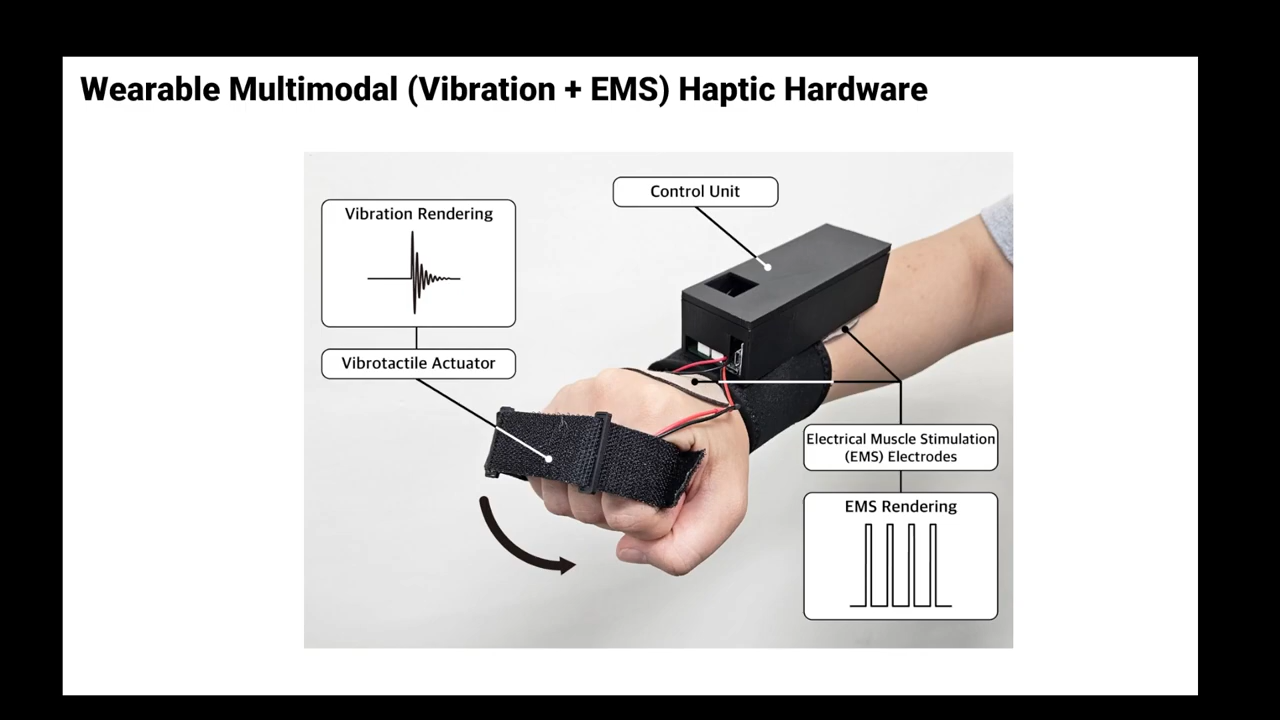 Wearable Multimodal (Vibration + EMS) Haptic Hardware
Control Unit
Vibration Rendering
Vibrotactile Actuator
Electrical Muscle Stimulation
(EMS) Electrodes
EMS Rendering